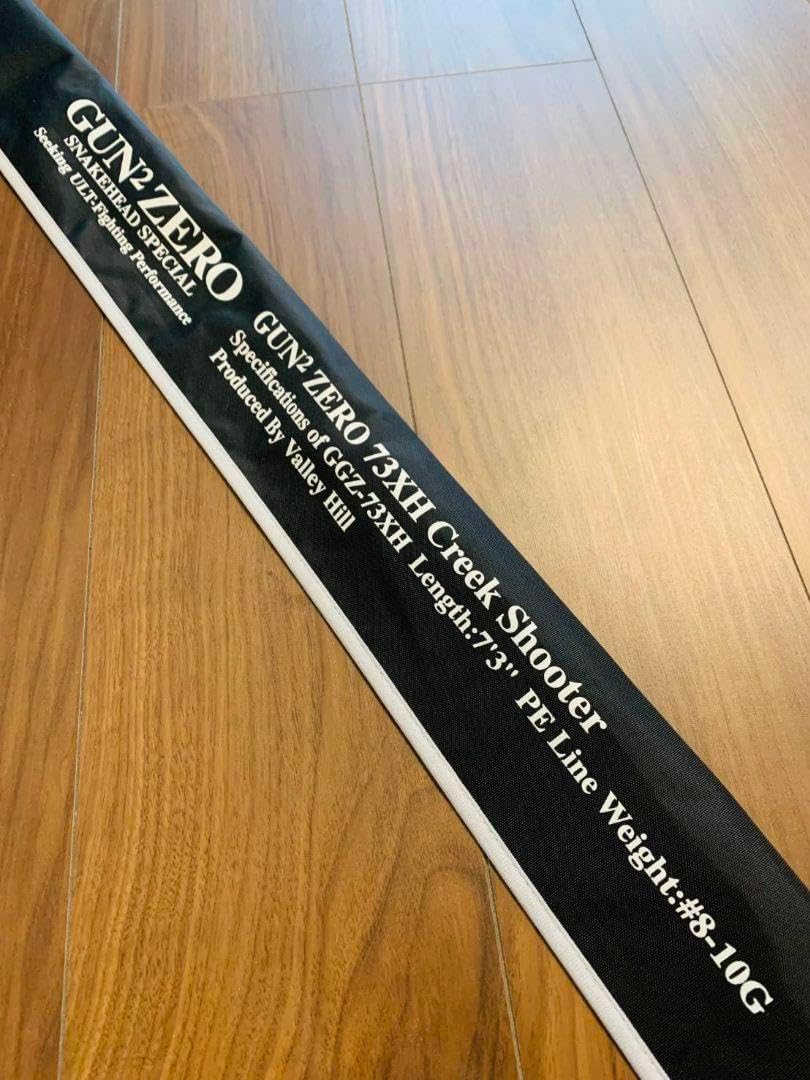 GUN² ZERO
SNAKEHEAD SPECIAL
Seeking ULT-Fighting Performance
GUN² ZERO 73XH Creek Shooter
Specifications of GGZ-73XH Length:7'3" PE Line Weight:#8-10G
Produced By Valley Hill